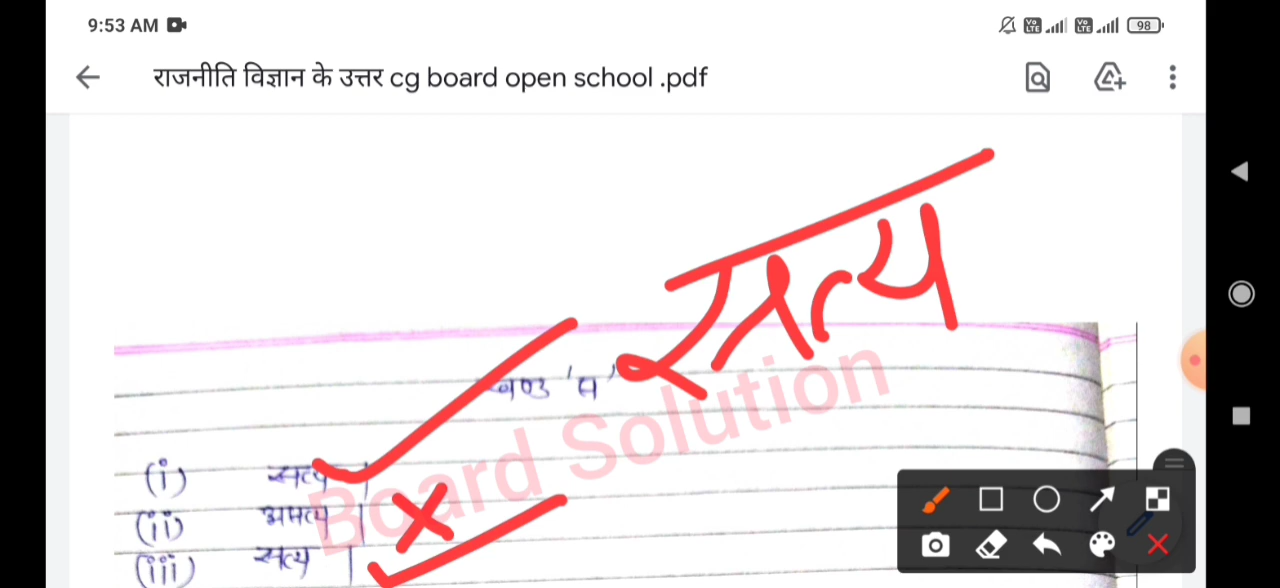 9:53 AM
98
राजनीति विज्ञान के उत्तर cg board open school .pdf
सत्य
खण्ड 'म'
Board Solution
(i) सत्य।
(ii) असत्य।
(iii) सत्य।